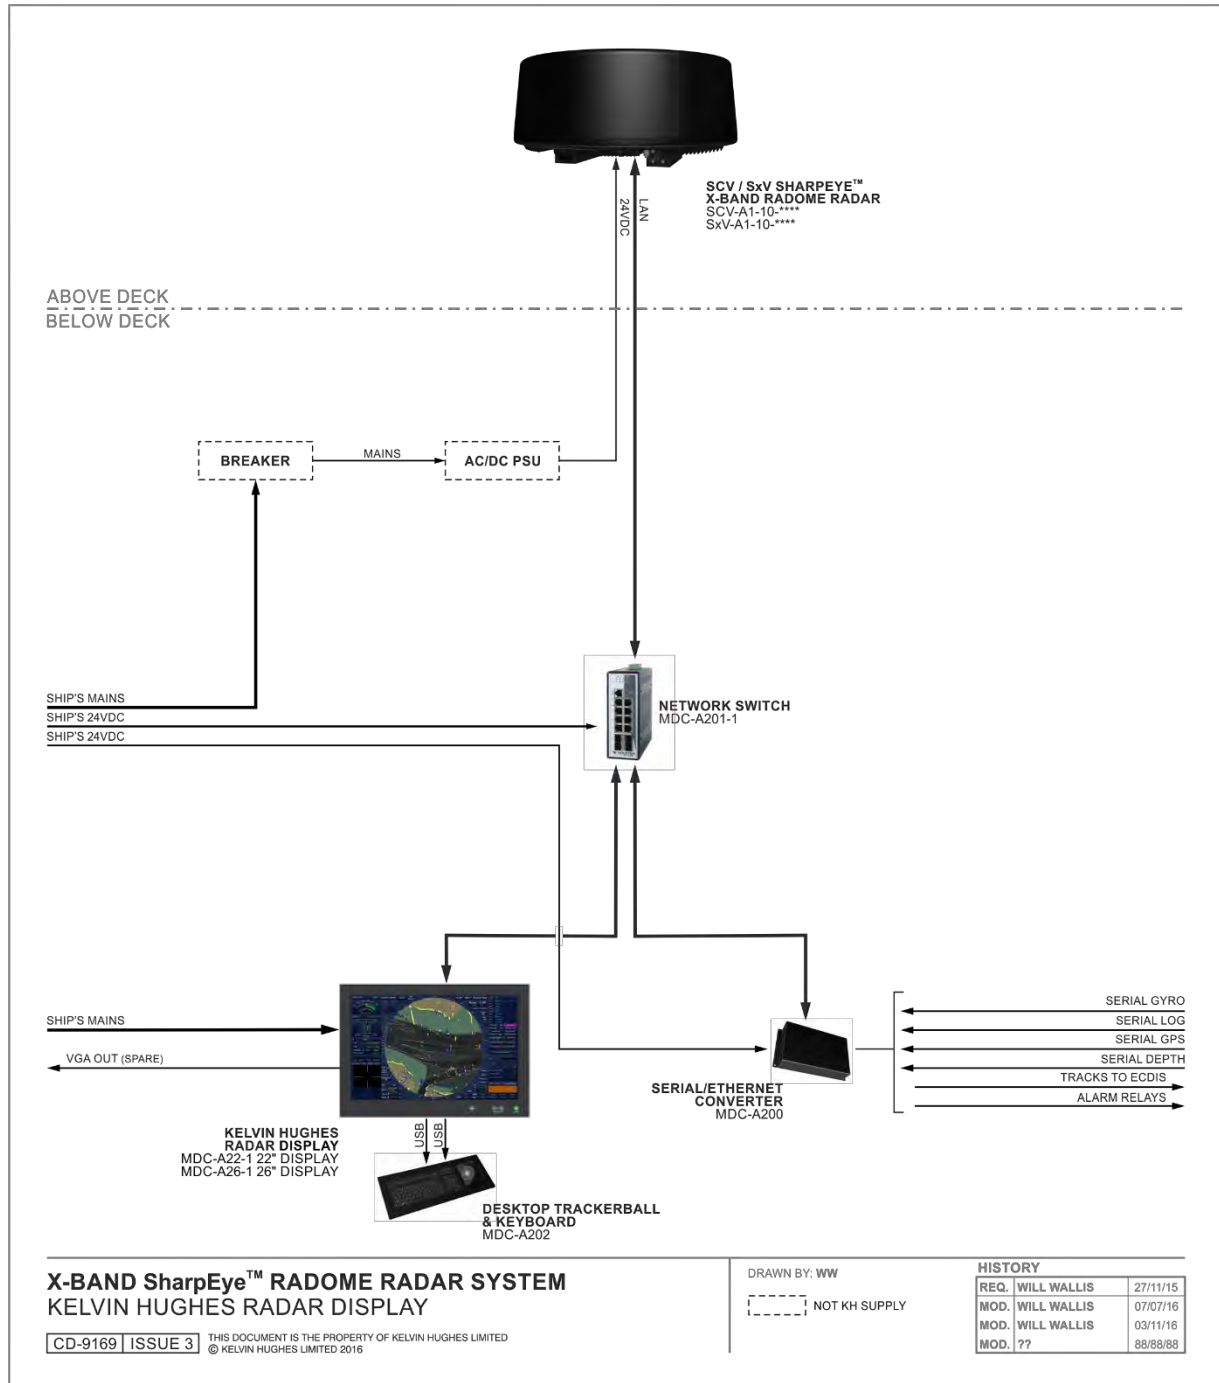 SCV / SxV SHARPEYE™
X-BAND RADOME RADAR
SCV-A1-10-****
SxV-A1-10-****
24VDC
LAN
ABOVE DECK
BELOW DECK
BREAKER
MAINS
AC/DC PSU
SHIP'S MAINS
SHIP'S 24VDC
SHIP'S 24VDC
NETWORK SWITCH
MDC-A201-1
SHIP'S MAINS
VGA OUT (SPARE)
SERIAL GYRO
SERIAL LOG
SERIAL GPS
SERIAL DEPTH
TRACKS TO ECDIS
ALARM RELAYS
SERIAL/ETHERNET
CONVERTER
MDC-A200
KELVIN HUGHES
RADAR DISPLAY
MDC-A22-1 22" DISPLAY
MDC-A26-1 26" DISPLAY
USB
USB
DESKTOP TRACKERBALL
& KEYBOARD
MDC-A202
X-BAND SharpEye™ RADOME RADAR SYSTEM
KELVIN HUGHES RADAR DISPLAY
CD-9169 ISSUE 3
THIS DOCUMENT IS THE PROPERTY OF KELVIN HUGHES LIMITED
© KELVIN HUGHES LIMITED 2016
DRAWN BY: WW
NOT KH SUPPLY
HISTORY
REQ. WILL WALLIS 27/11/15
MOD. WILL WALLIS 07/07/16
MOD. WILL WALLIS 03/11/16
MOD. ?? 88/88/88